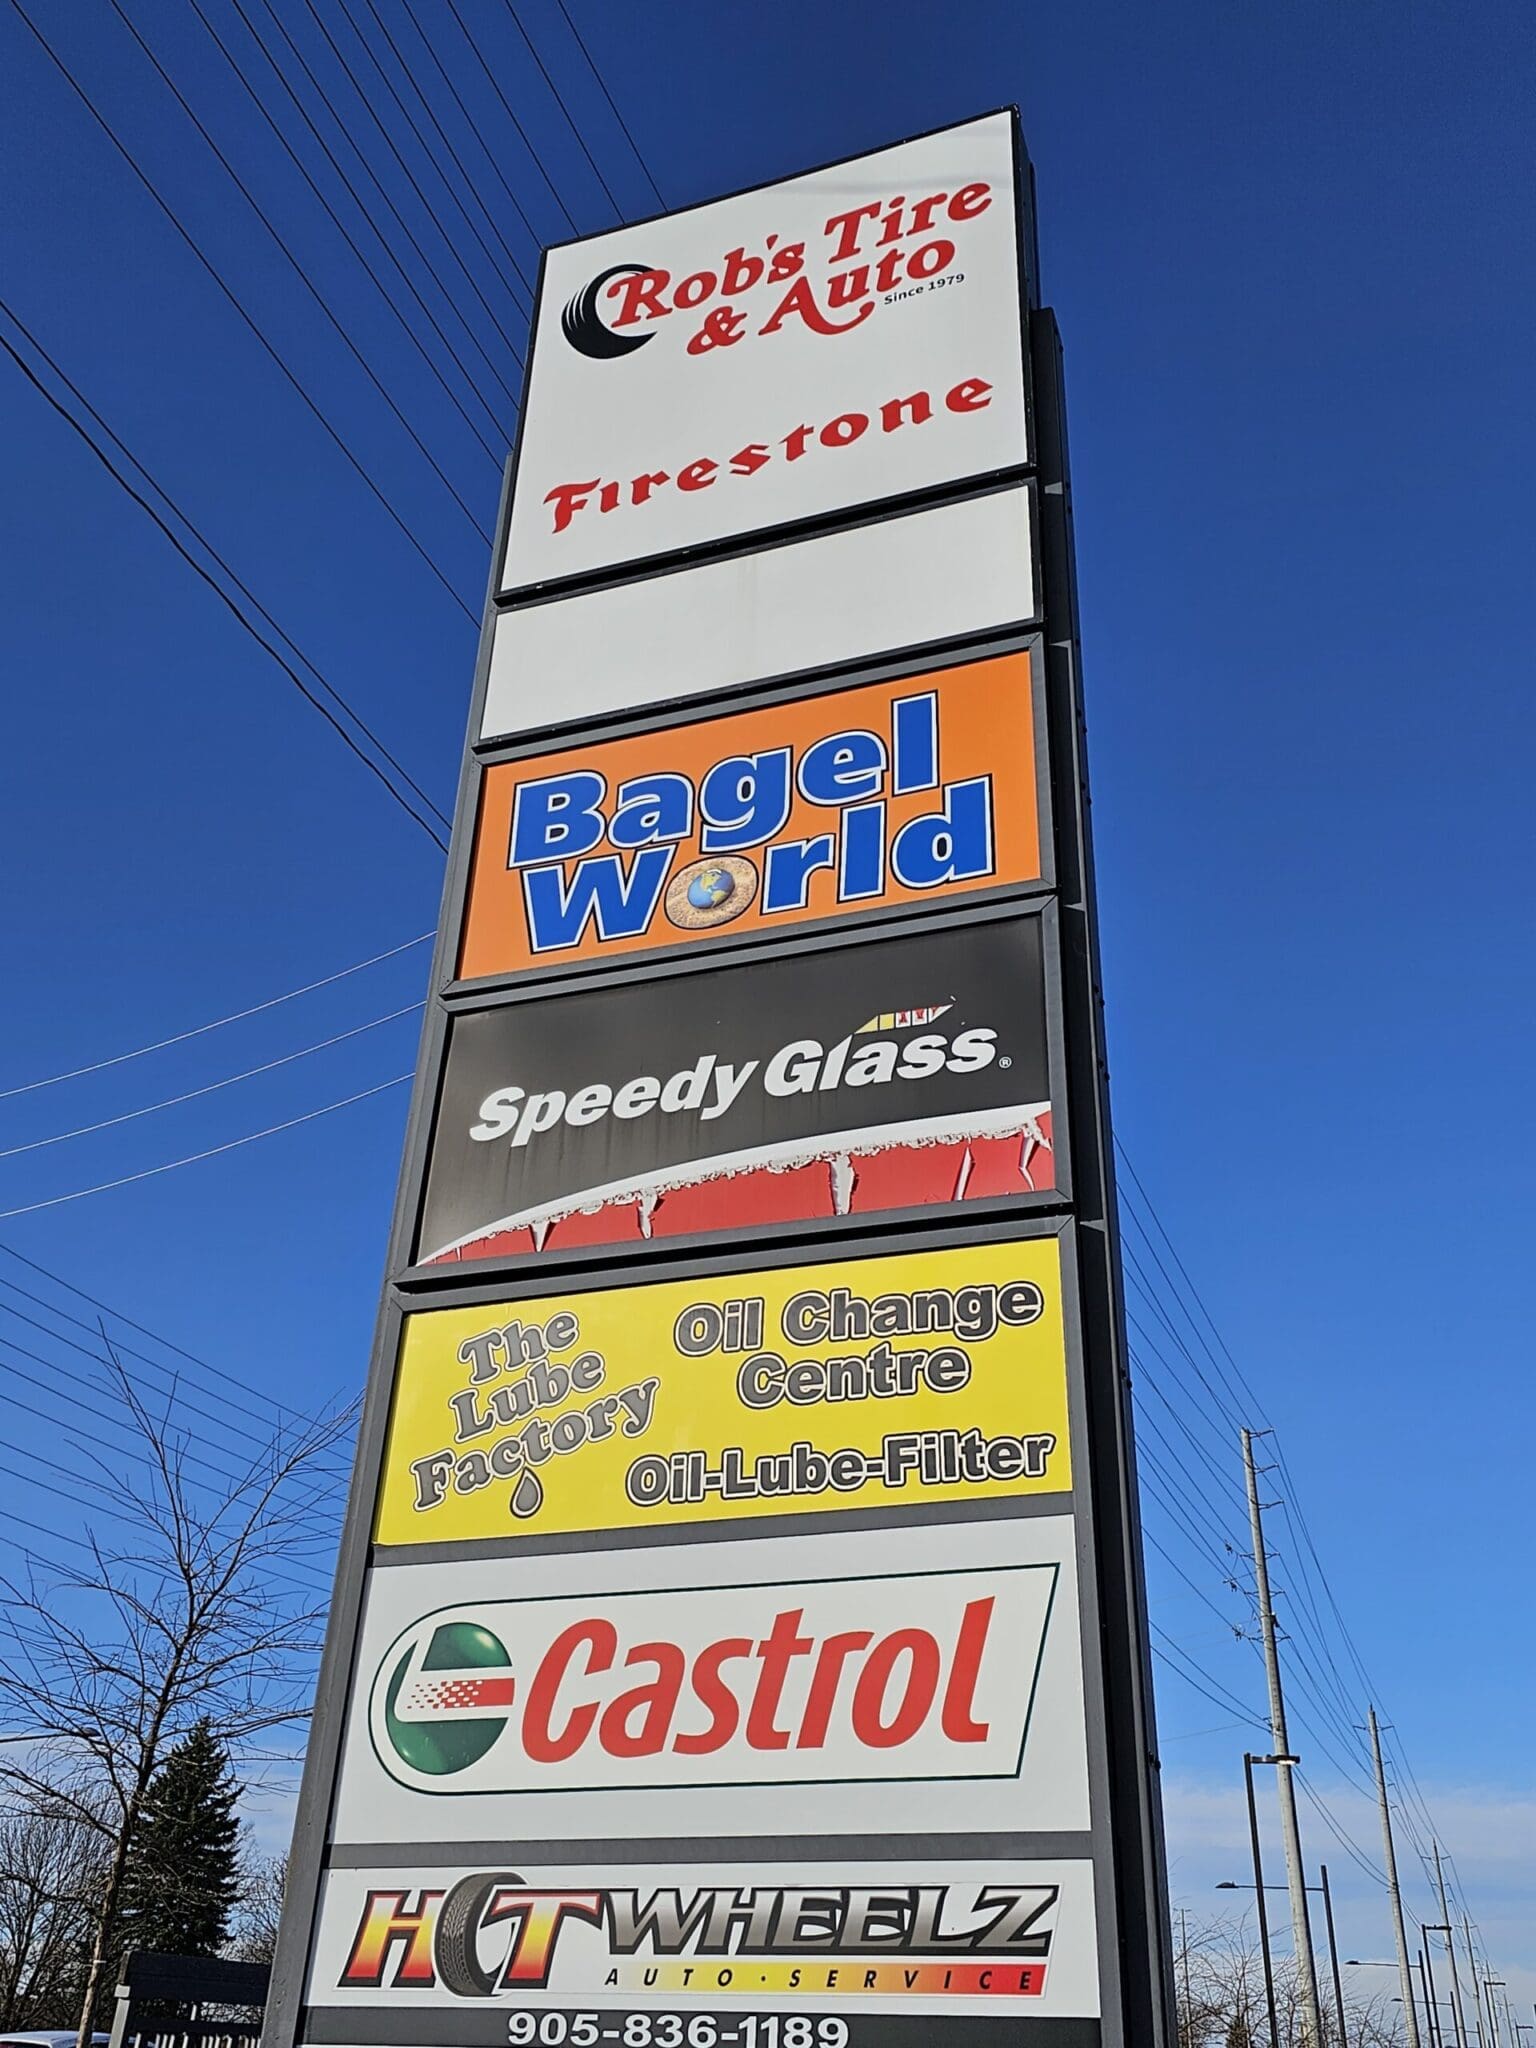 Rob's Tire
& Auto
Since 1979
Firestone
Bagel
World
Speedy Glass®
The
Lube
Factory
Oil Change
Centre
Oil-Lube-Filter
Castrol
HOT WHEELZ
AUTO·SERVICE
905-836-1189